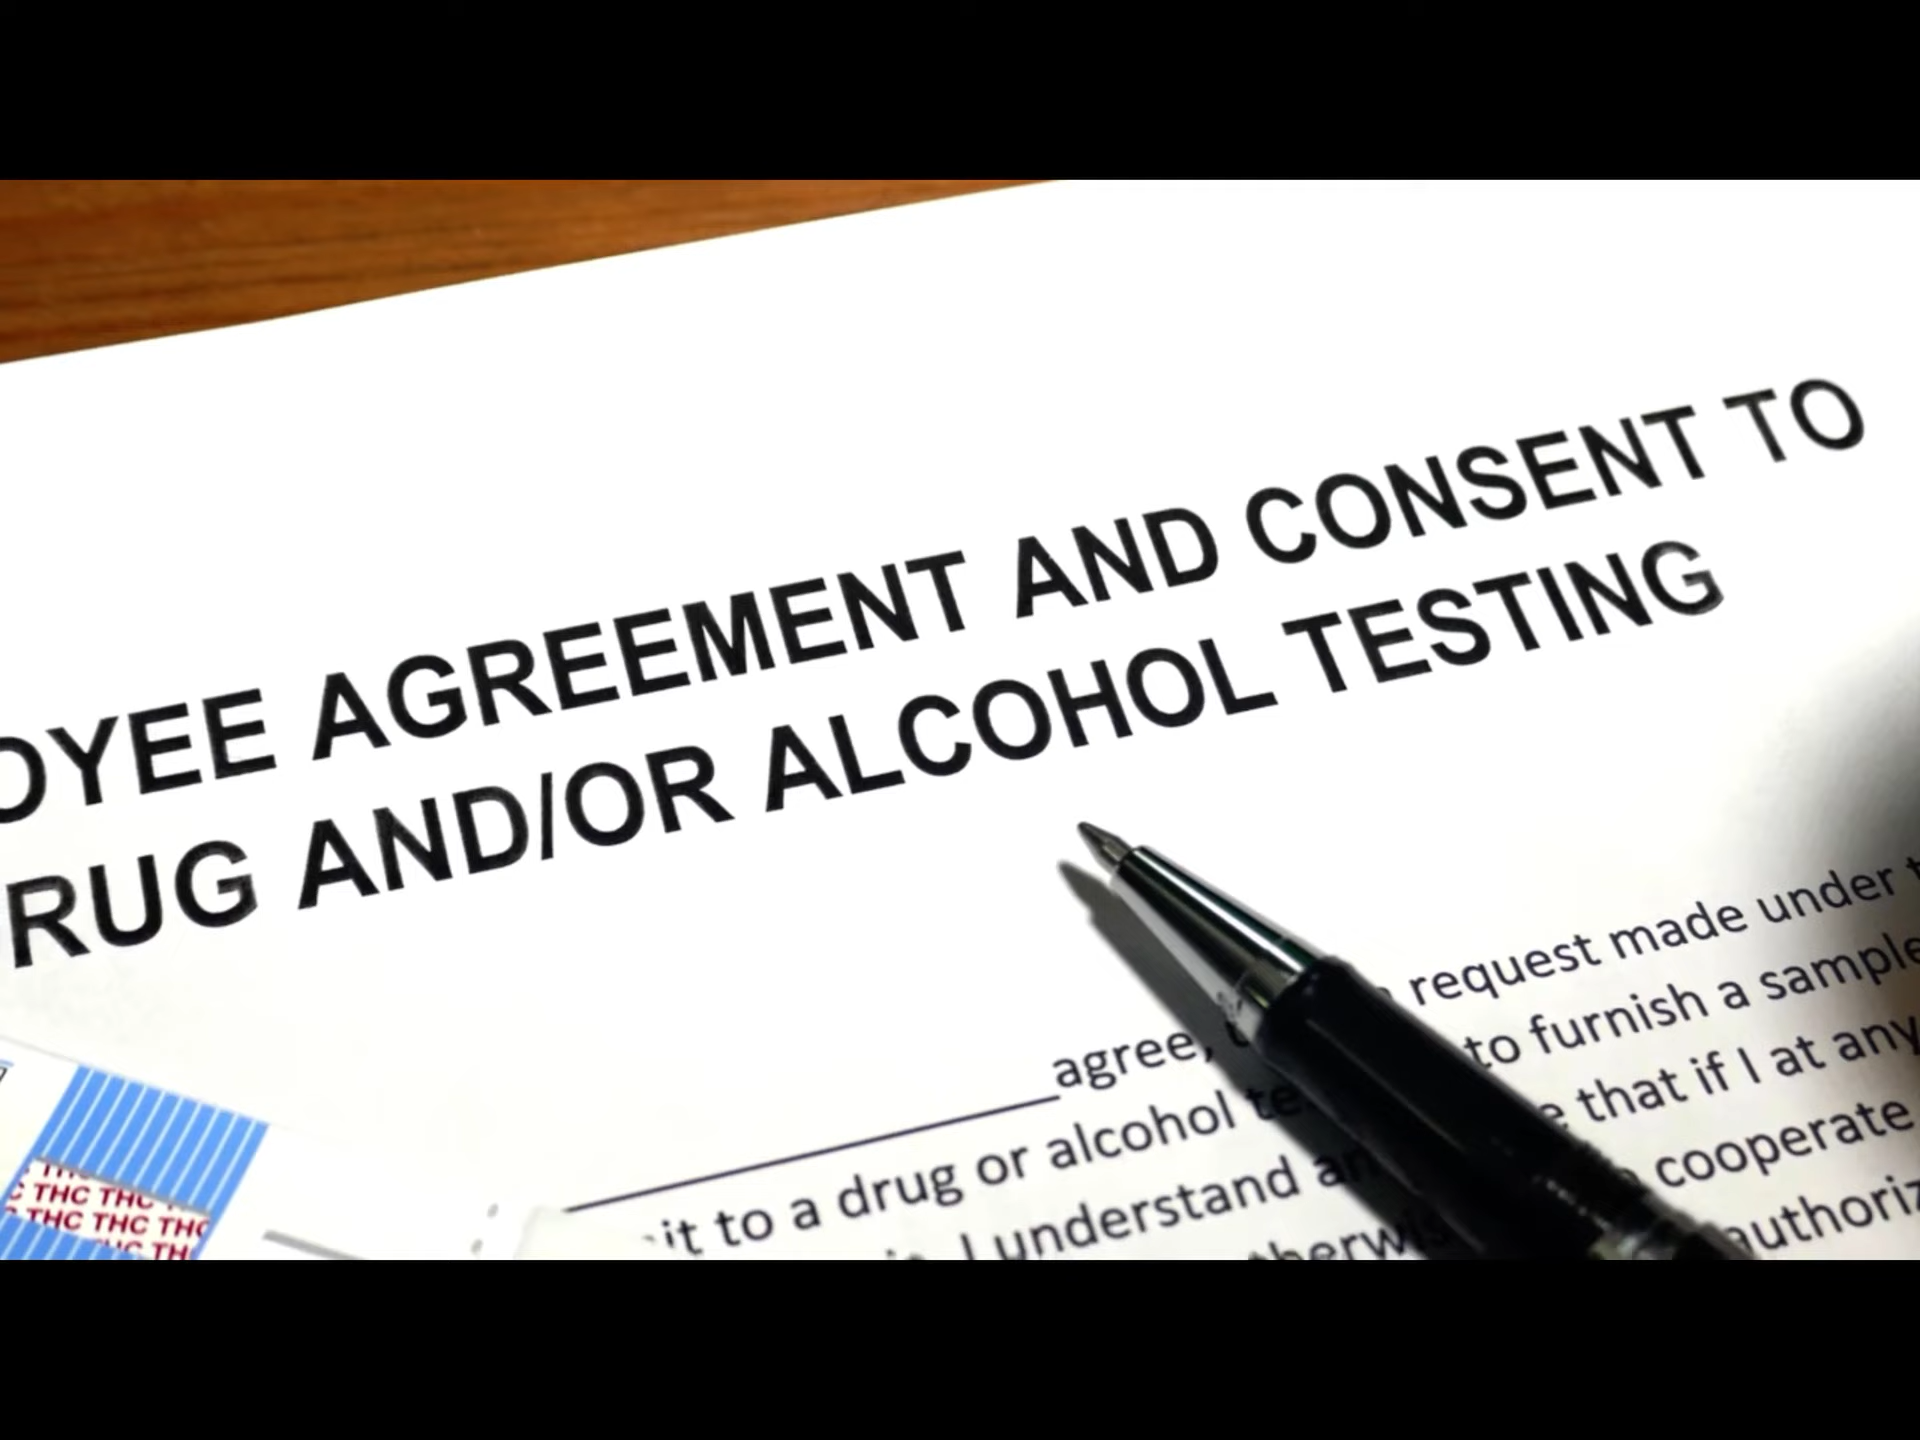 OYEE AGREEMENT AND CONSENT TO
RUG AND/OR ALCOHOL TESTING
agree, request made under
it to a drug or alcohol to furnish a sample
I understand that if I at any
cooperate
authoriz
THC THC
THC THC THC